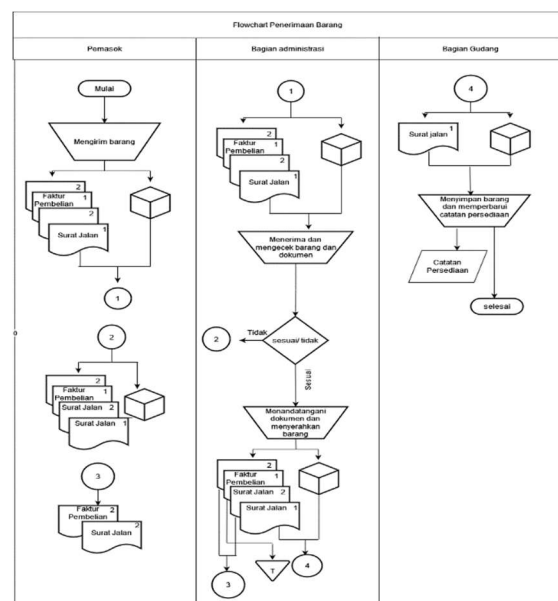 Flowchart Penerimaan Barang
Pemasok
Mulai
Mengirim barang
2
Faktur 1
Pembelian
2
Surat Jalan 1
1
2
2
Faktur 1
Pembelian
Surat Jalan 2
Surat Jalan 1
3
Faktur 2
Pembelian
2
Surat Jalan
Bagian administrasi
1
2
Faktur 1
Pembelian
2
Surat Jalan 1
Menerima dan
mengecek barang dan
dokumen
sesuai/ tidak
Tidak
2
Sesuai
Menandatangani
dokumen dan
menyerahkan
barang
2
Faktur 1
Pembelian
Surat Jalan 2
Surat Jalan 1
3
T
4
Bagian Gudang
4
Surat jalan 1
Menyimpan barang
dan memperbarui
catatan persediaan
Catatan
Persediaan
selesai